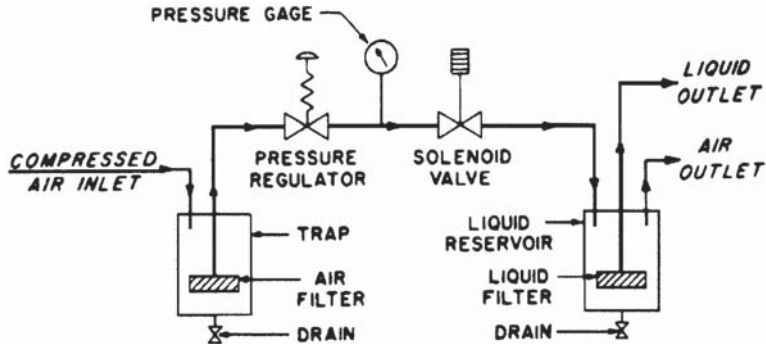 PRESSURE GAGE
LIQUID
OUTLET
COMPRESSED
AIR INLET
PRESSURE
REGULATOR
SOLENOID
VALVE
AIR
OUTLET
TRAP
LIQUID
RESERVOIR
AIR
FILTER
LIQUID
FILTER
DRAIN
DRAIN